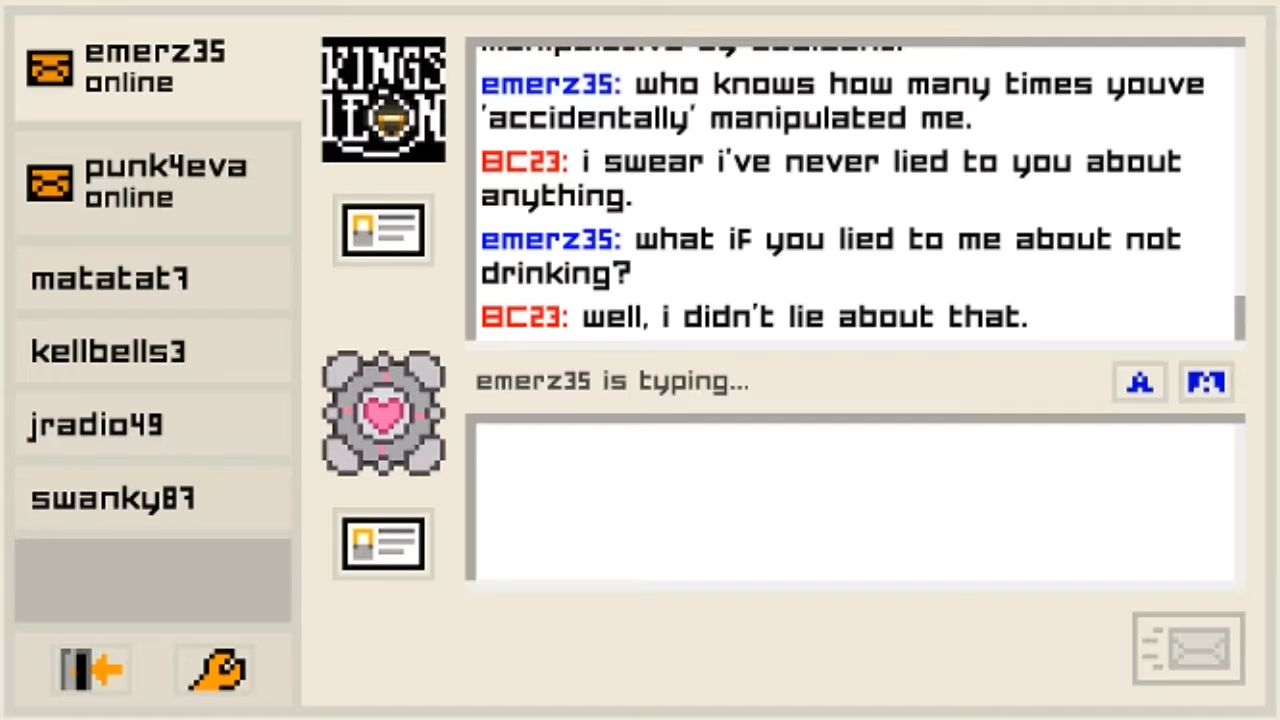 emerz35
online
punk4eva
online
matatat7
kellbells3
jradio49
swanky87
KINGS
LEON
emerz35: who knows how many times youve
'accidentally' manipulated me.
BC23: i swear i've never lied to you about
anything.
emerz35: what if you lied to me about not
drinking?
BC23: well, i didn't lie about that.
emerz35 is typing...
A